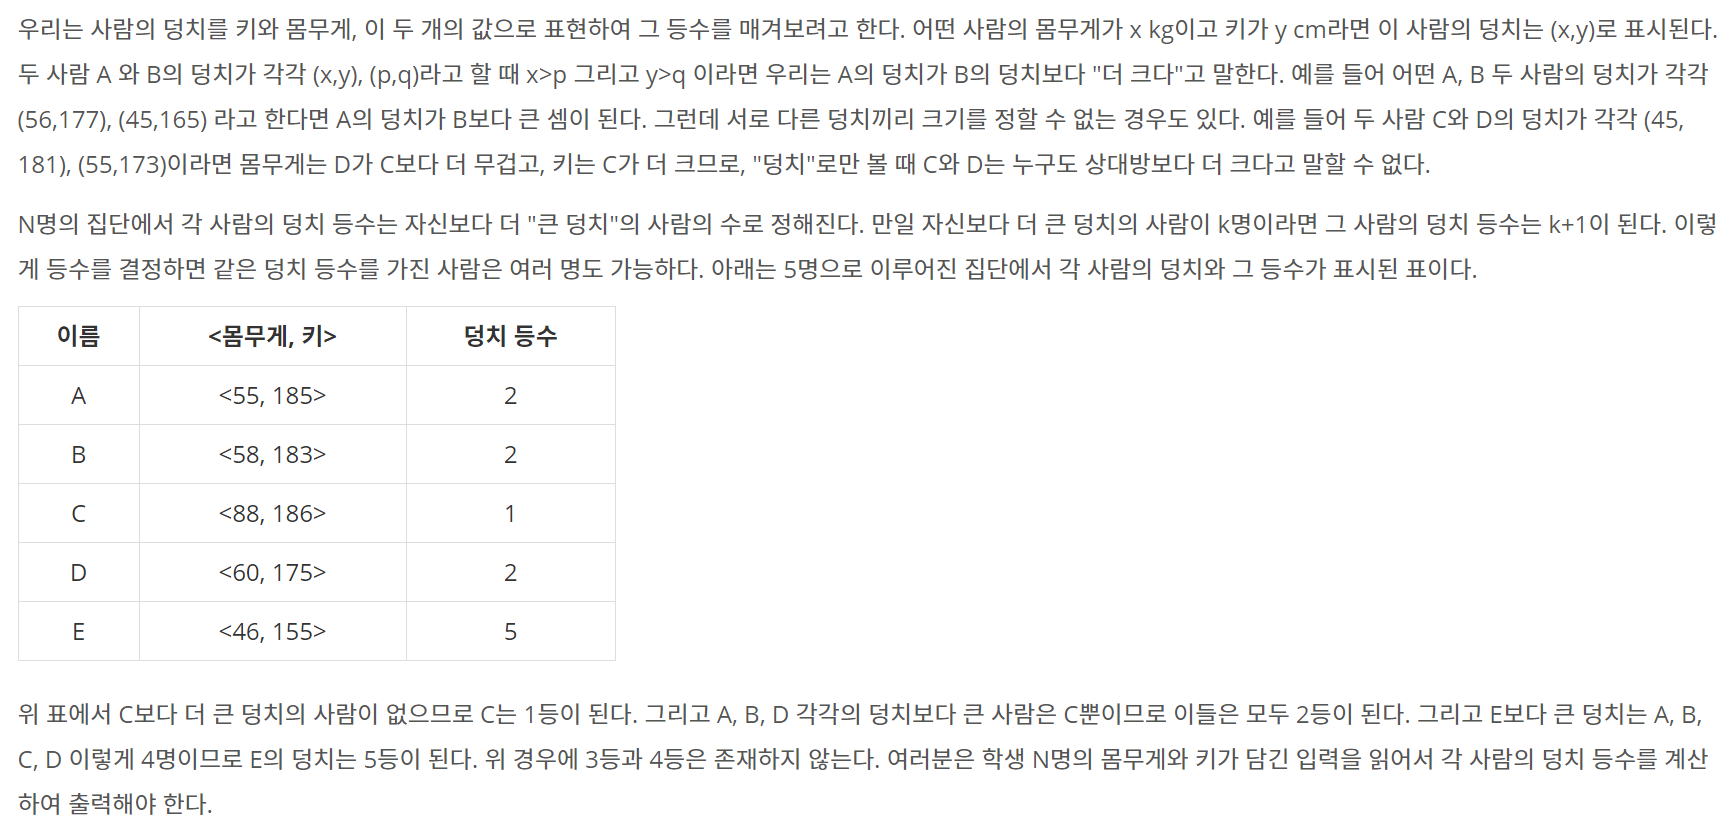 우리는 사람의 덩치를 키와 몸무게, 이 두 개의 값으로 표현하여 그 등수를 매겨보려고 한다. 어떤 사람의 몸무게가 x kg이고 키가 y cm라면 이 사람의 덩치는 (x,y)로 표시된다.
두 사람 A 와 B의 덩치가 각각 (x,y), (p,q)라고 할 때 x>p 그리고 y>q 이라면 우리는 A의 덩치가 B의 덩치보다 "더 크다"고 말한다. 예를 들어 어떤 A, B 두 사람의 덩치가 각각
(56,177), (45,165) 라고 한다면 A의 덩치가 B보다 큰 셈이 된다. 그런데 서로 다른 덩치끼리 크기를 정할 수 없는 경우도 있다. 예를 들어 두 사람 C와 D의 덩치가 각각 (45,
181), (55,173)이라면 몸무게는 D가 C보다 더 무겁고, 키는 C가 더 크므로, "덩치"로만 볼 때 C와 D는 누구도 상대방보다 더 크다고 말할 수 없다.
N명의 집단에서 각 사람의 덩치 등수는 자신보다 더 "큰 덩치"의 사람의 수로 정해진다. 만일 자신보다 더 큰 덩치의 사람이 k명이라면 그 사람의 덩치 등수는 k+1이 된다. 이렇
게 등수를 결정하면 같은 덩치 등수를 가진 사람은 여러 명도 가능하다. 아래는 5명으로 이루어진 집단에서 각 사람의 덩치와 그 등수가 표시된 표이다.
이름 <몸무게, 키> 덩치 등수
A <55, 185> 2
B <58, 183> 2
C <88, 186> 1
D <60, 175> 2
E <46, 155> 5
위 표에서 C보다 더 큰 덩치의 사람이 없으므로 C는 1등이 된다. 그리고 A, B, D 각각의 덩치보다 큰 사람은 C뿐이므로 이들은 모두 2등이 된다. 그리고 E보다 큰 덩치는 A, B,
C, D 이렇게 4명이므로 E의 덩치는 5등이 된다. 위 경우에 3등과 4등은 존재하지 않는다. 여러분은 학생 N명의 몸무게와 키가 담긴 입력을 읽어서 각 사람의 덩치 등수를 계산
하여 출력해야 한다.